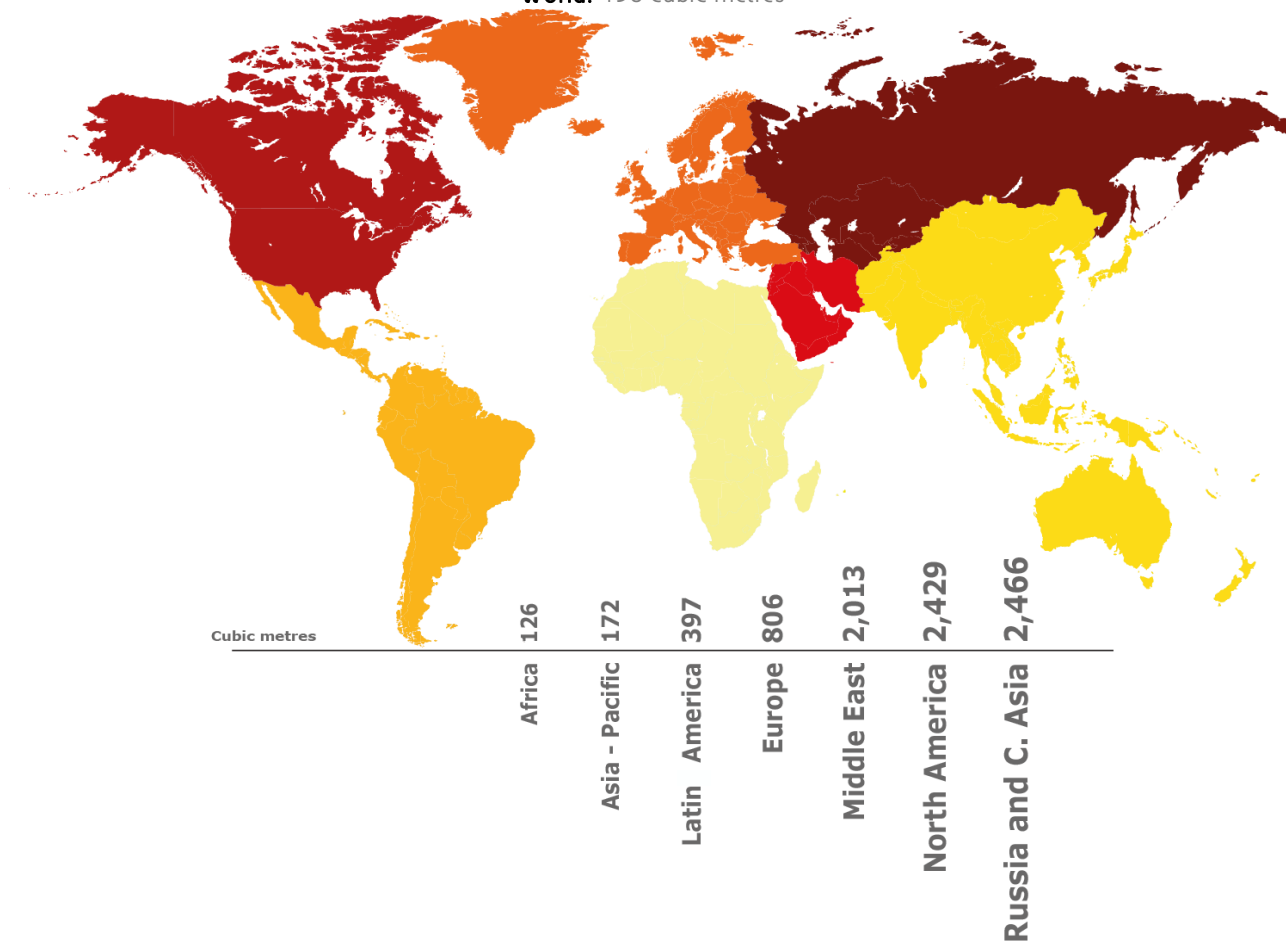 Cubic metres
Africa 126
Asia - Pacific 172
Latin America 397
Europe 806
Middle East 2,013
North America 2,429
Russia and C. Asia 2,466